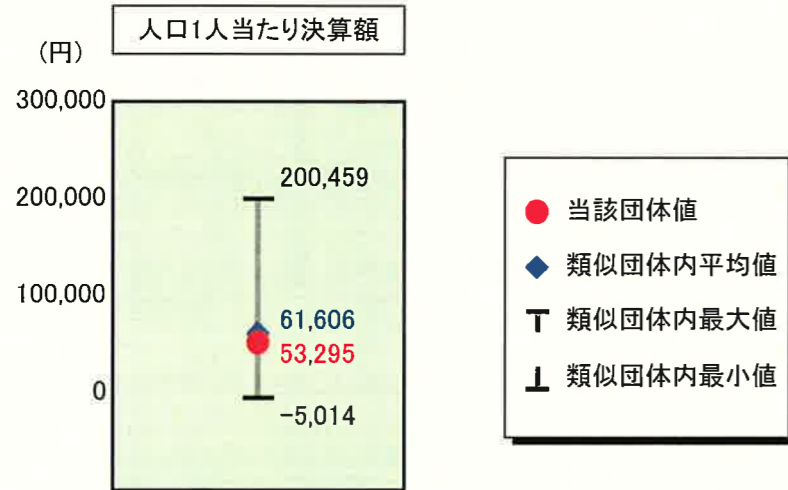 人口1人当たり決算額
(円)
300,000
200,000
100,000
0
200,459
61,606
53,295
-5,014
当該団体値
類似団体内平均値
類似団体内最大値
類似団体内最小値